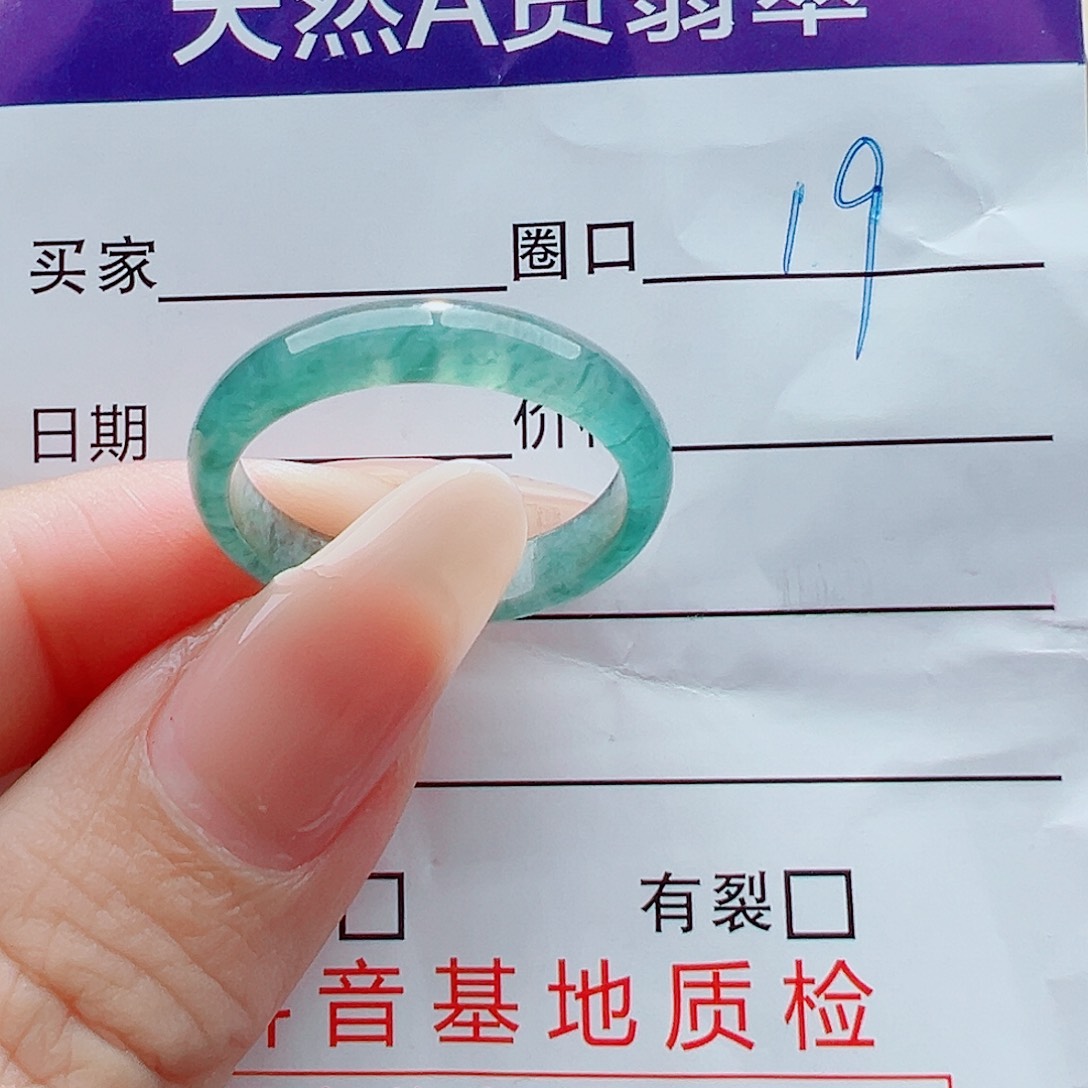 天然A货翡翠
买家 圈口 19
日期 价
有裂
音基地质检